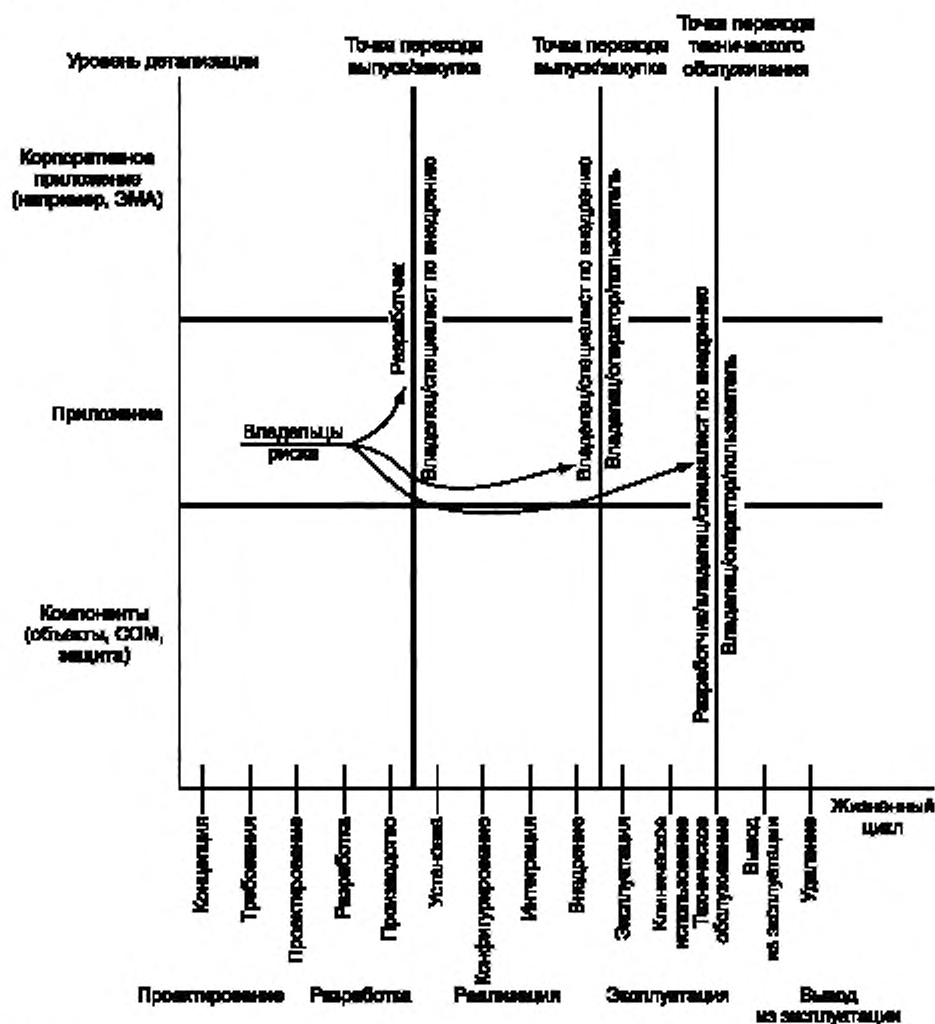 Уровень детализации
Точка перехода
выпуск/закупка
Точка перехода
выпуск/закупка
Точка перехода
технического
обслуживания
Корпоративное
приложение
(например, ЭМА)
Приложение
Компоненты
(объекты, COM,
защита)
Владельцы
риска
Разработчик
Владелец/специалист по внедрению
Владелец/специалист по внедрению
Владелец/оператор/пользователь
Разработчик/владелец/специалист по внедрению
Владелец/оператор/пользователь
Жизненный
цикл
Концепция
Требования
Проектирование
Разработка
Производство
Установка
Конфигурирование
Интеграция
Внедрение
Эксплуатация
Клиническое
использование
Техническое
обслуживание
Вывод
из эксплуатации
Удаление
Проектирование
Разработка
Реализация
Эксплуатация
Вывод
из эксплуатации